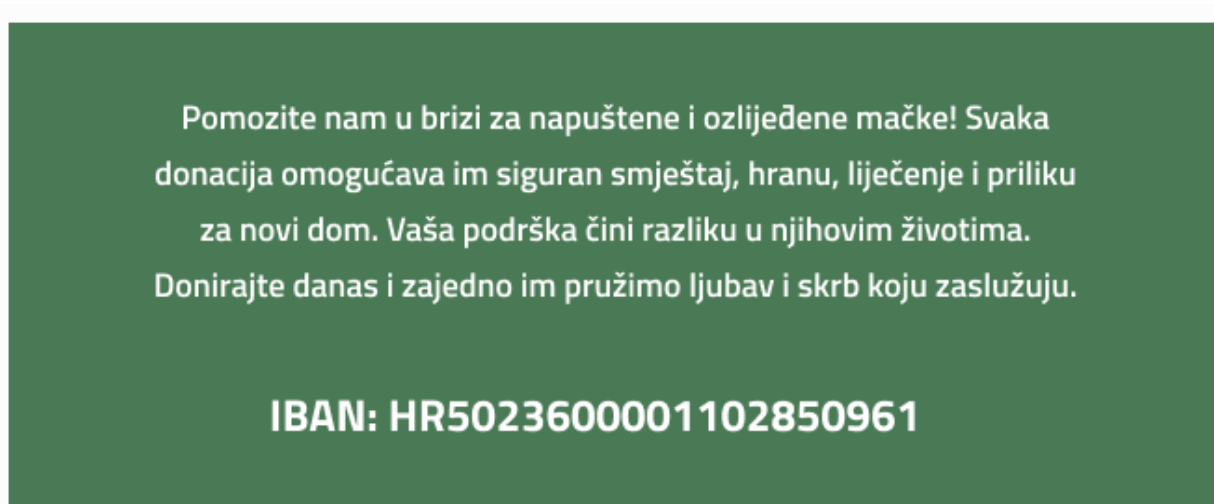 Pomozite nam u brizi za napuštene i ozlijeđene mačke! Svaka
donacija omogućava im siguran smještaj, hranu, liječenje i priliku
za novi dom. Vaša podrška čini razliku u njihovim životima.
Donirajte danas i zajedno im pružimo ljubav i skrb koju zaslužuju.
IBAN: HR5023600001102850961